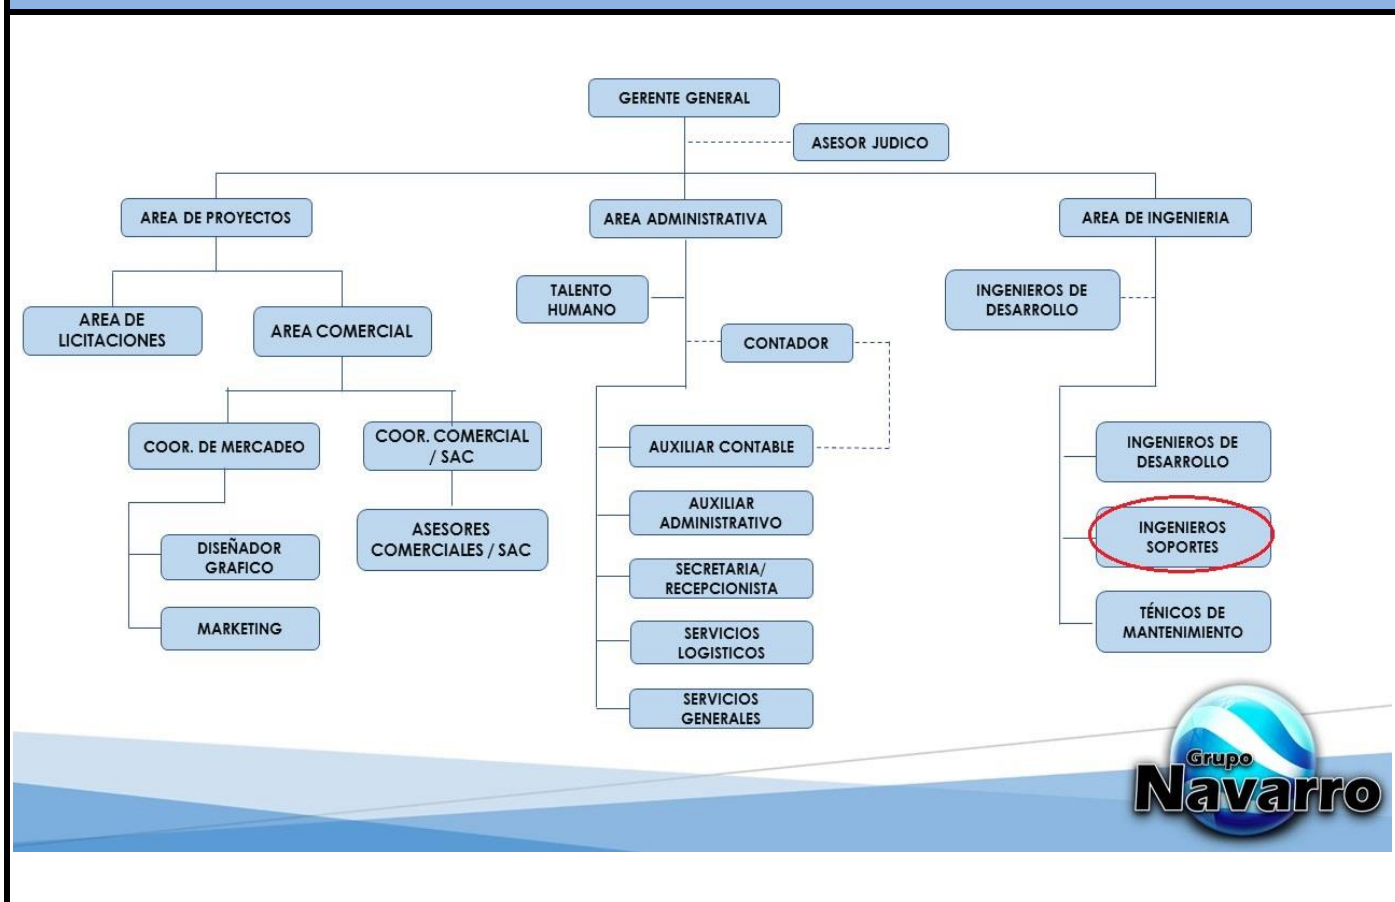 GERENTE GENERAL
ASESOR JUDICO
AREA DE PROYECTOS
AREA ADMINISTRATIVA
AREA DE INGENIERIA
TALENTO
HUMANO
INGENIEROS DE
DESARROLLO
AREA DE
LICITACIONES
AREA COMERCIAL
CONTADOR
COOR. DE MERCADEO
COOR. COMERCIAL
/ SAC
AUXILIAR CONTABLE
INGENIEROS DE
DESARROLLO
ASESORES
COMERCIALES / SAC
AUXILIAR
ADMINISTRATIVO
INGENIEROS
SOPORTES
DISEÑADOR
GRAFICO
SECRETARIA/
RECEPCIONISTA
MARKETING
SERVICIOS
LOGISTICOS
TÉNICOS DE
MANTENIMIENTO
SERVICIOS
GENERALES
Grupo
Navarro